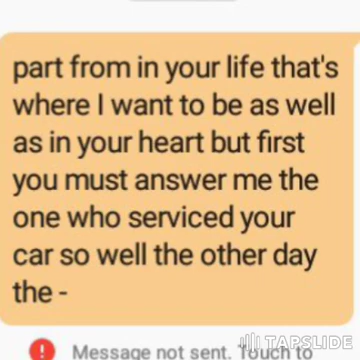 part from in your life that's
where I want to be as well
as in your heart but first
you must answer me the
one who serviced your
car so well the other day
the -
Message not sent. Touch to
TAPSLIDE